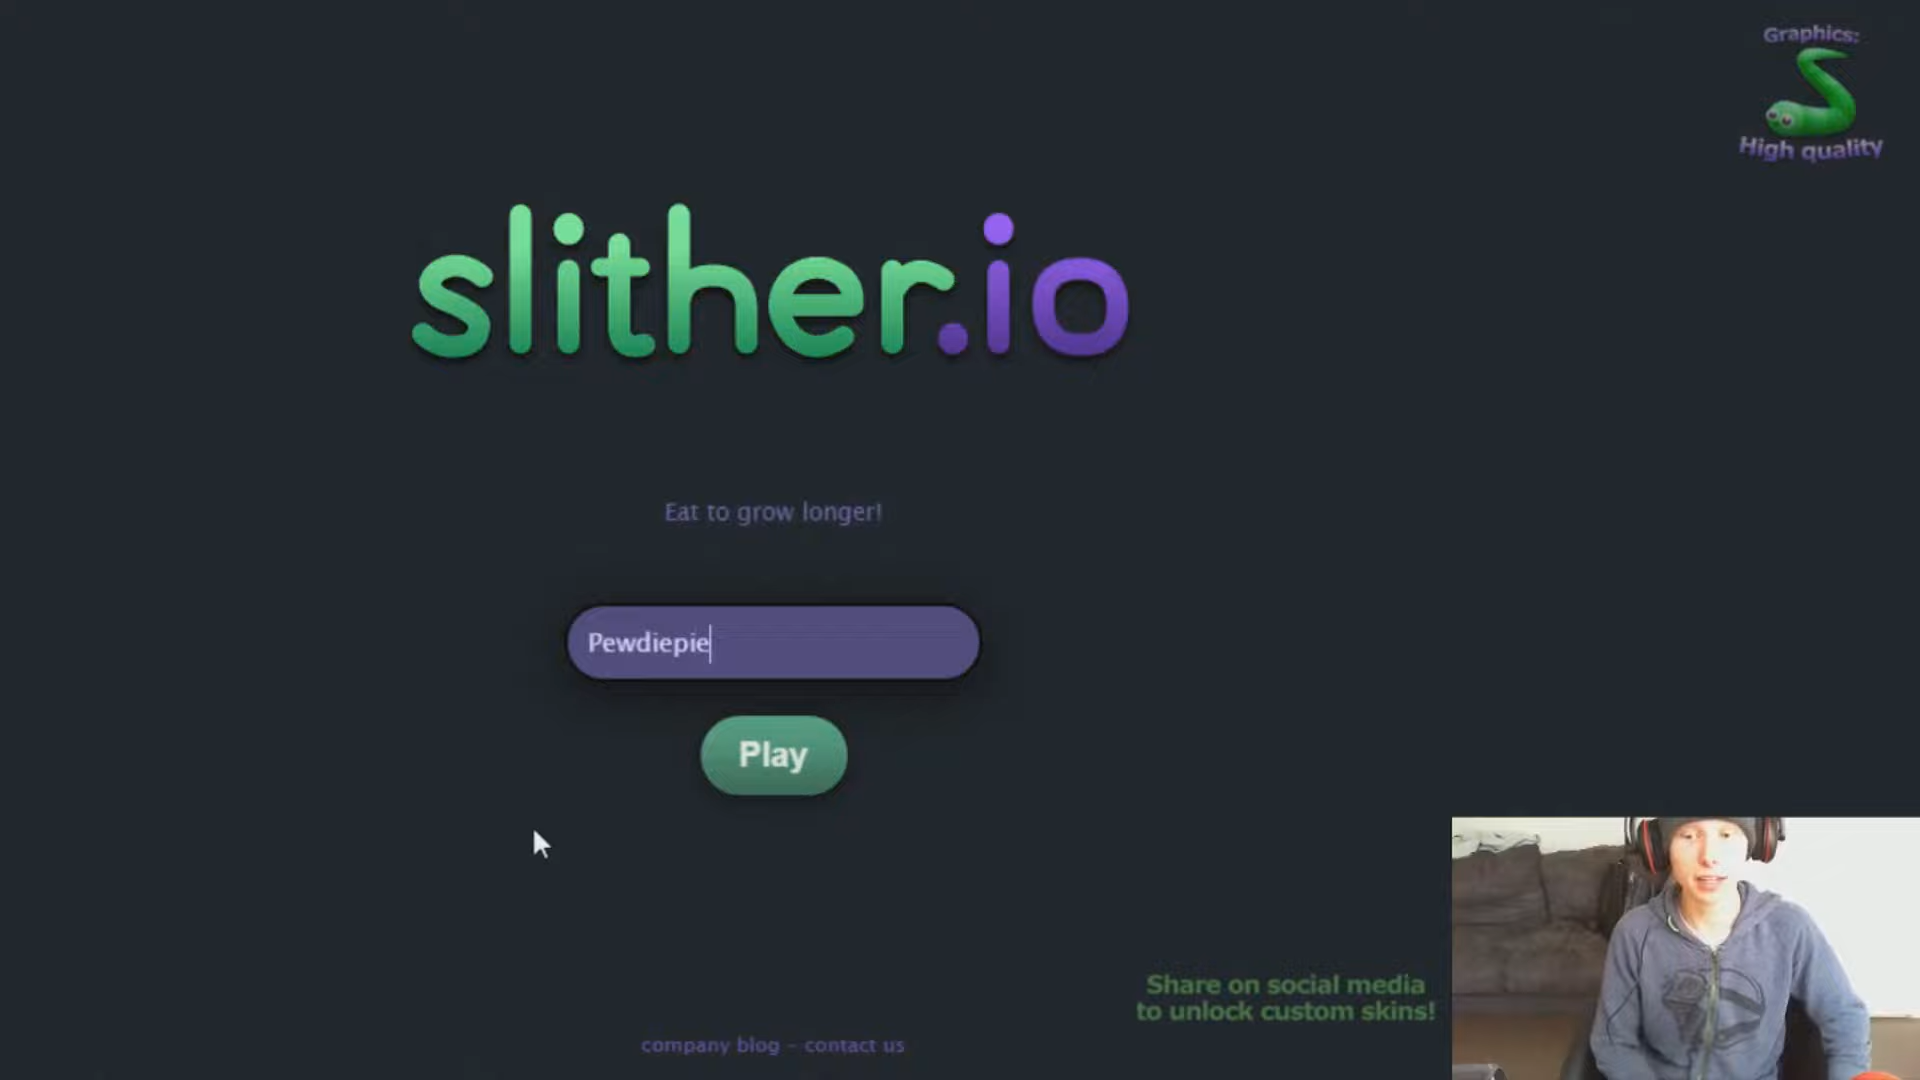 Graphics:
High quality
slither.io
Eat to grow longer!
Pewdiepie
Play
Share on social media
to unlock custom skins!
company blog - contact us